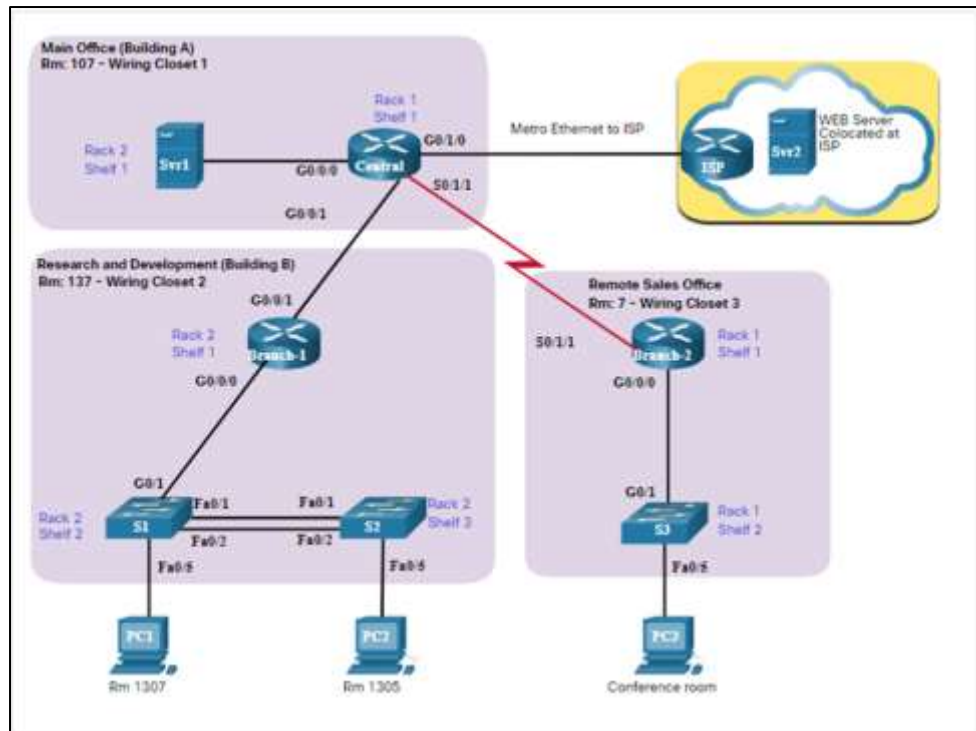 Main Office (Building A)
Rm: 107 - Wiring Closet 1
Rack 1
Shelf 1
Rack 2
Shelf 1
Svr1
G0/0/0
Central
G0/1/0
S0/1/1
G0/0/1
Metro Ethernet to ISP
ISP
Svr2
WEB Server
Colocated at
ISP
Research and Development (Building B)
Rm: 137 - Wiring Closet 2
G0/0/1
Rack 2
Shelf 1
Branch-1
G0/0/0
G0/1
Rack 2
Shelf 2
S1
Fa0/1
Fa0/2
Fa0/1
Fa0/2
S2
Rack 2
Shelf 3
Fa0/5
Fa0/5
PC1
Rm 1307
PC2
Rm 1305
Remote Sales Office
Rm: 7 - Wiring Closet 3
S0/1/1
Branch-2
Rack 1
Shelf 1
G0/0/0
G0/1
S3
Rack 1
Shelf 2
Fa0/5
PC3
Conference room